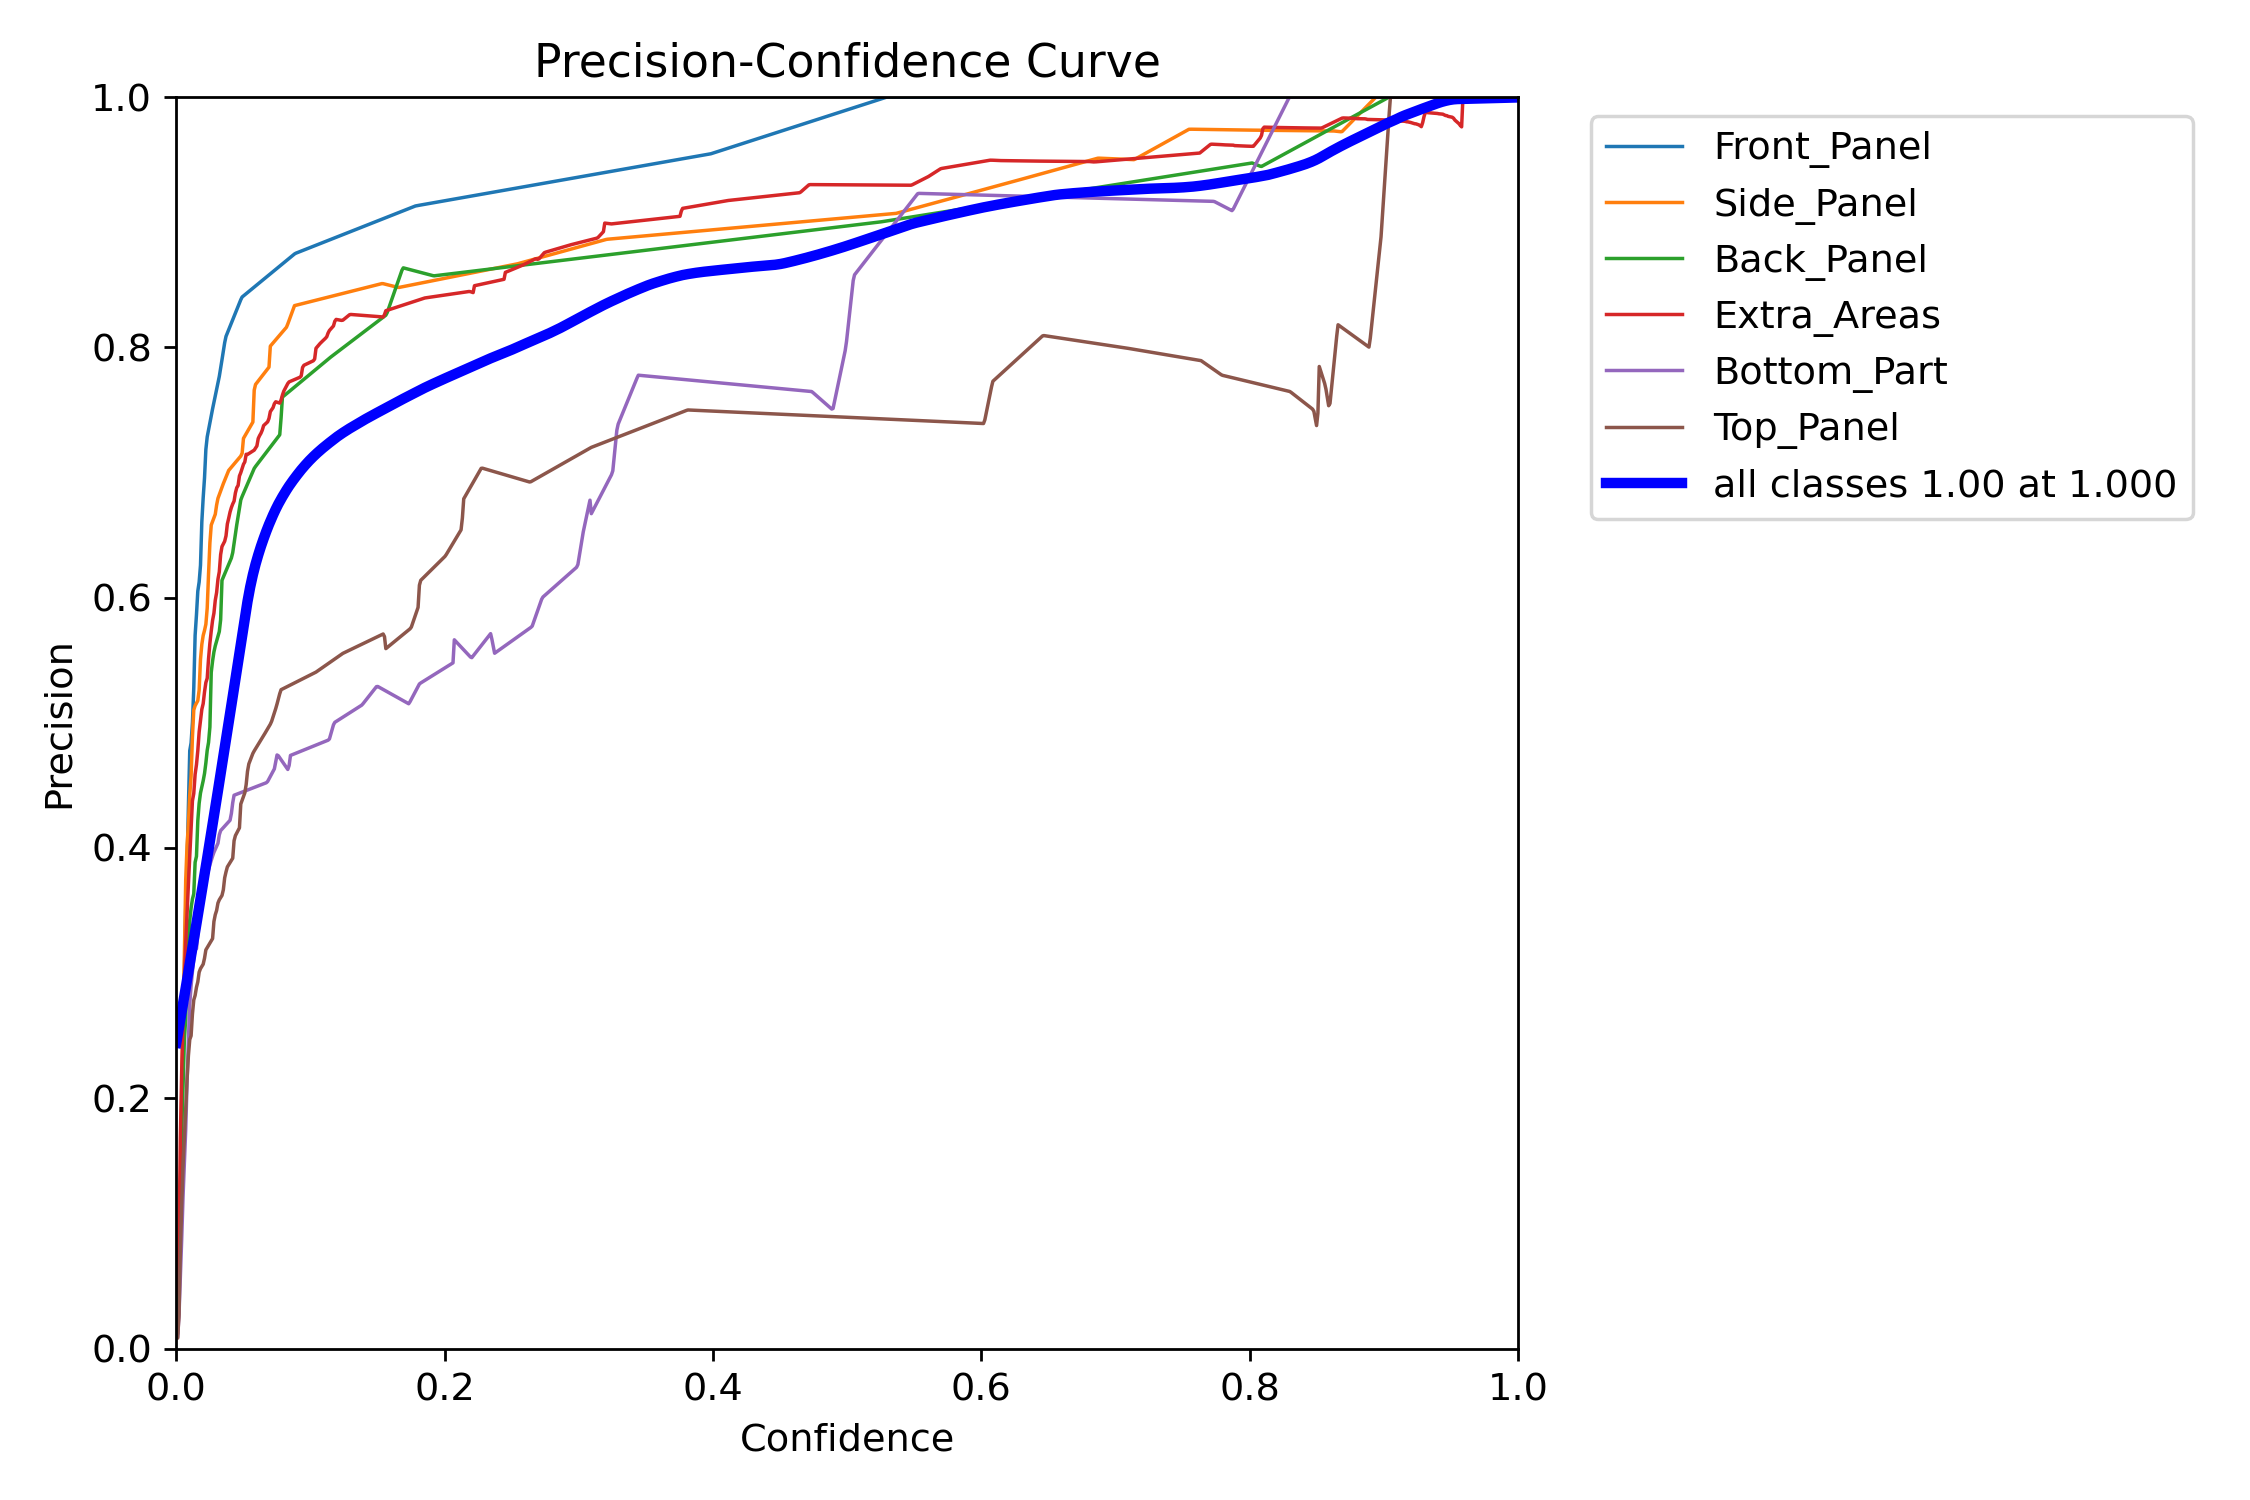 Precision-Confidence Curve
1.0
0.8
0.6
0.4
0.2
0.0
Precision
0.0 0.2 0.4 0.6 0.8 1.0
Confidence
Front_Panel
Side_Panel
Back_Panel
Extra_Areas
Bottom_Part
Top_Panel
all classes 1.00 at 1.000